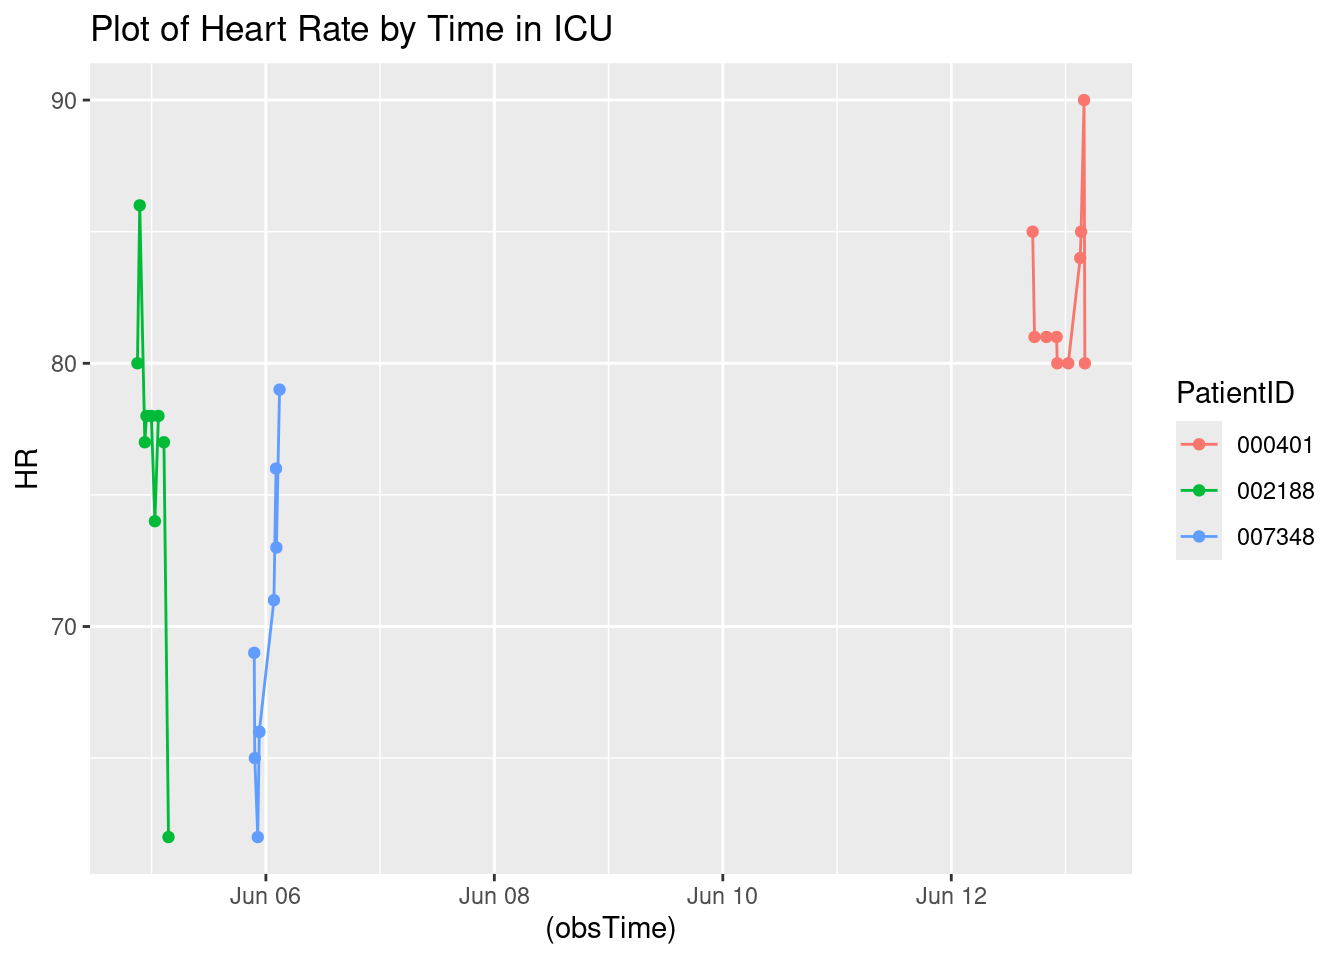 Plot of Heart Rate by Time in ICU
90
80
70
HR
Jun 06
Jun 08
Jun 10
Jun 12
(obsTime)
PatientID
000401
002188
007348